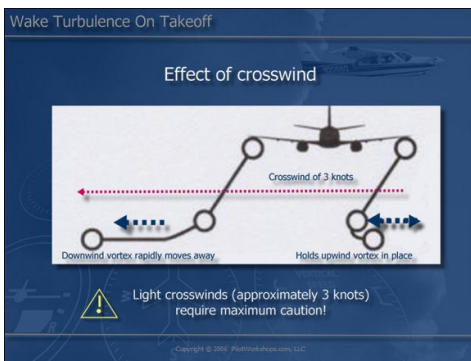 Wake Turbulence On Takeoff
Effect of crosswind
Crosswind of 3 knots
Downwind vortex rapidly moves away
Holds upwind vortex in place
Light crosswinds (approximately 3 knots)
require maximum caution!
Copyright © 2006 PilotWorkshops.com, LLC